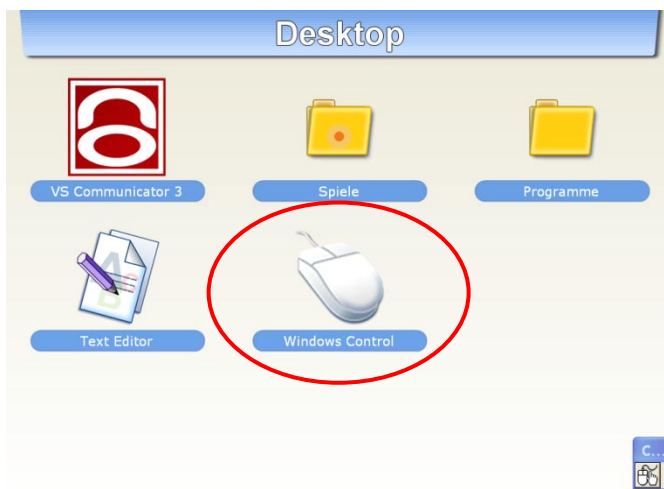 Desktop
VS Communicator 3
Spiele
Programme
Text Editor
Windows Control
C...